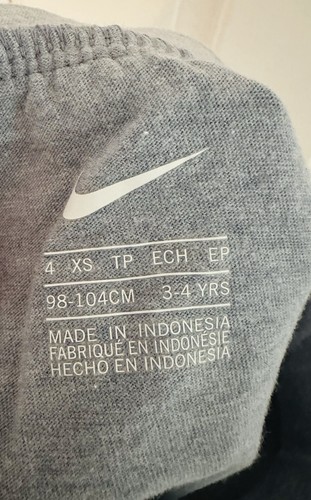 4 XS TP ECH EP
98-104CM 3-4 YRS
MADE IN INDONESIA
FABRIQUÉ EN INDONÉSIE
HECHO EN INDONESIA